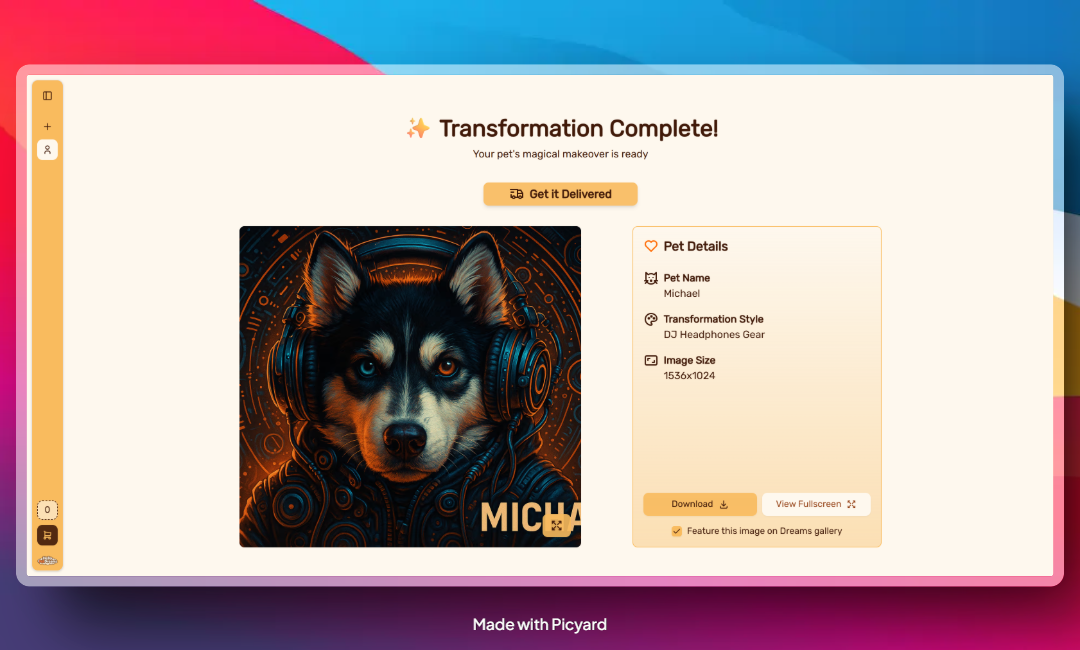 Transformation Complete!
Your pet's magical makeover is ready
Get it Delivered
MICHA
Pet Details
Pet Name
Michael
Transformation Style
DJ Headphones Gear
Image Size
1536x1024
Download
View Fullscreen
Feature this image on Dreams gallery
0
Made with Picyard